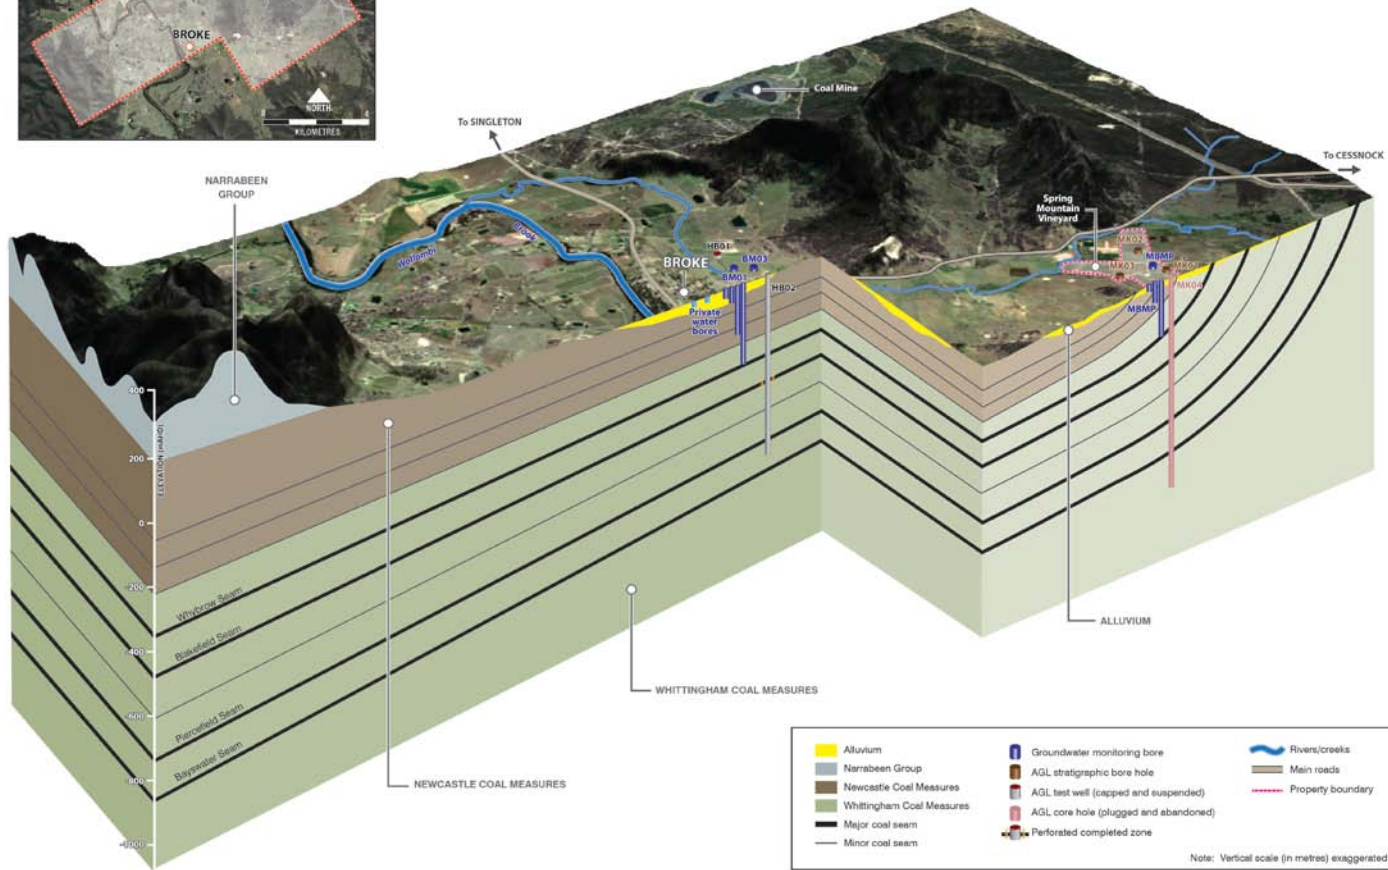 BROKE
NORTH
0
4
KILOMETRES
Coal Mine
To SINGLETON
To CESSNOCK
NARRABEEN
GROUP
Spring
Mountain
Vineyard
Wollombi
Brook
HB01
BM03
BROKE
BM01
HB02
Private
water
bores
MK02
MBMP
MK03
MK04
MBMP
400
200
0
-200
-400
-600
-800
-1000
ELEVATION (mAHD)
Whybrow Seam
Blakefield Seam
Piercefield Seam
Bayswater Seam
ALLUVIUM
WHITTINGHAM COAL MEASURES
NEWCASTLE COAL MEASURES
Alluvium
Narrabeen Group
Newcastle Coal Measures
Whittingham Coal Measures
Major coal seam
Minor coal seam
Groundwater monitoring bore
AGL stratigraphic bore hole
AGL test well (capped and suspended)
AGL core hole (plugged and abandoned)
Perforated completed zone
Rivers/creeks
Main roads
Property boundary
Note: Vertical scale (in metres) exaggerated